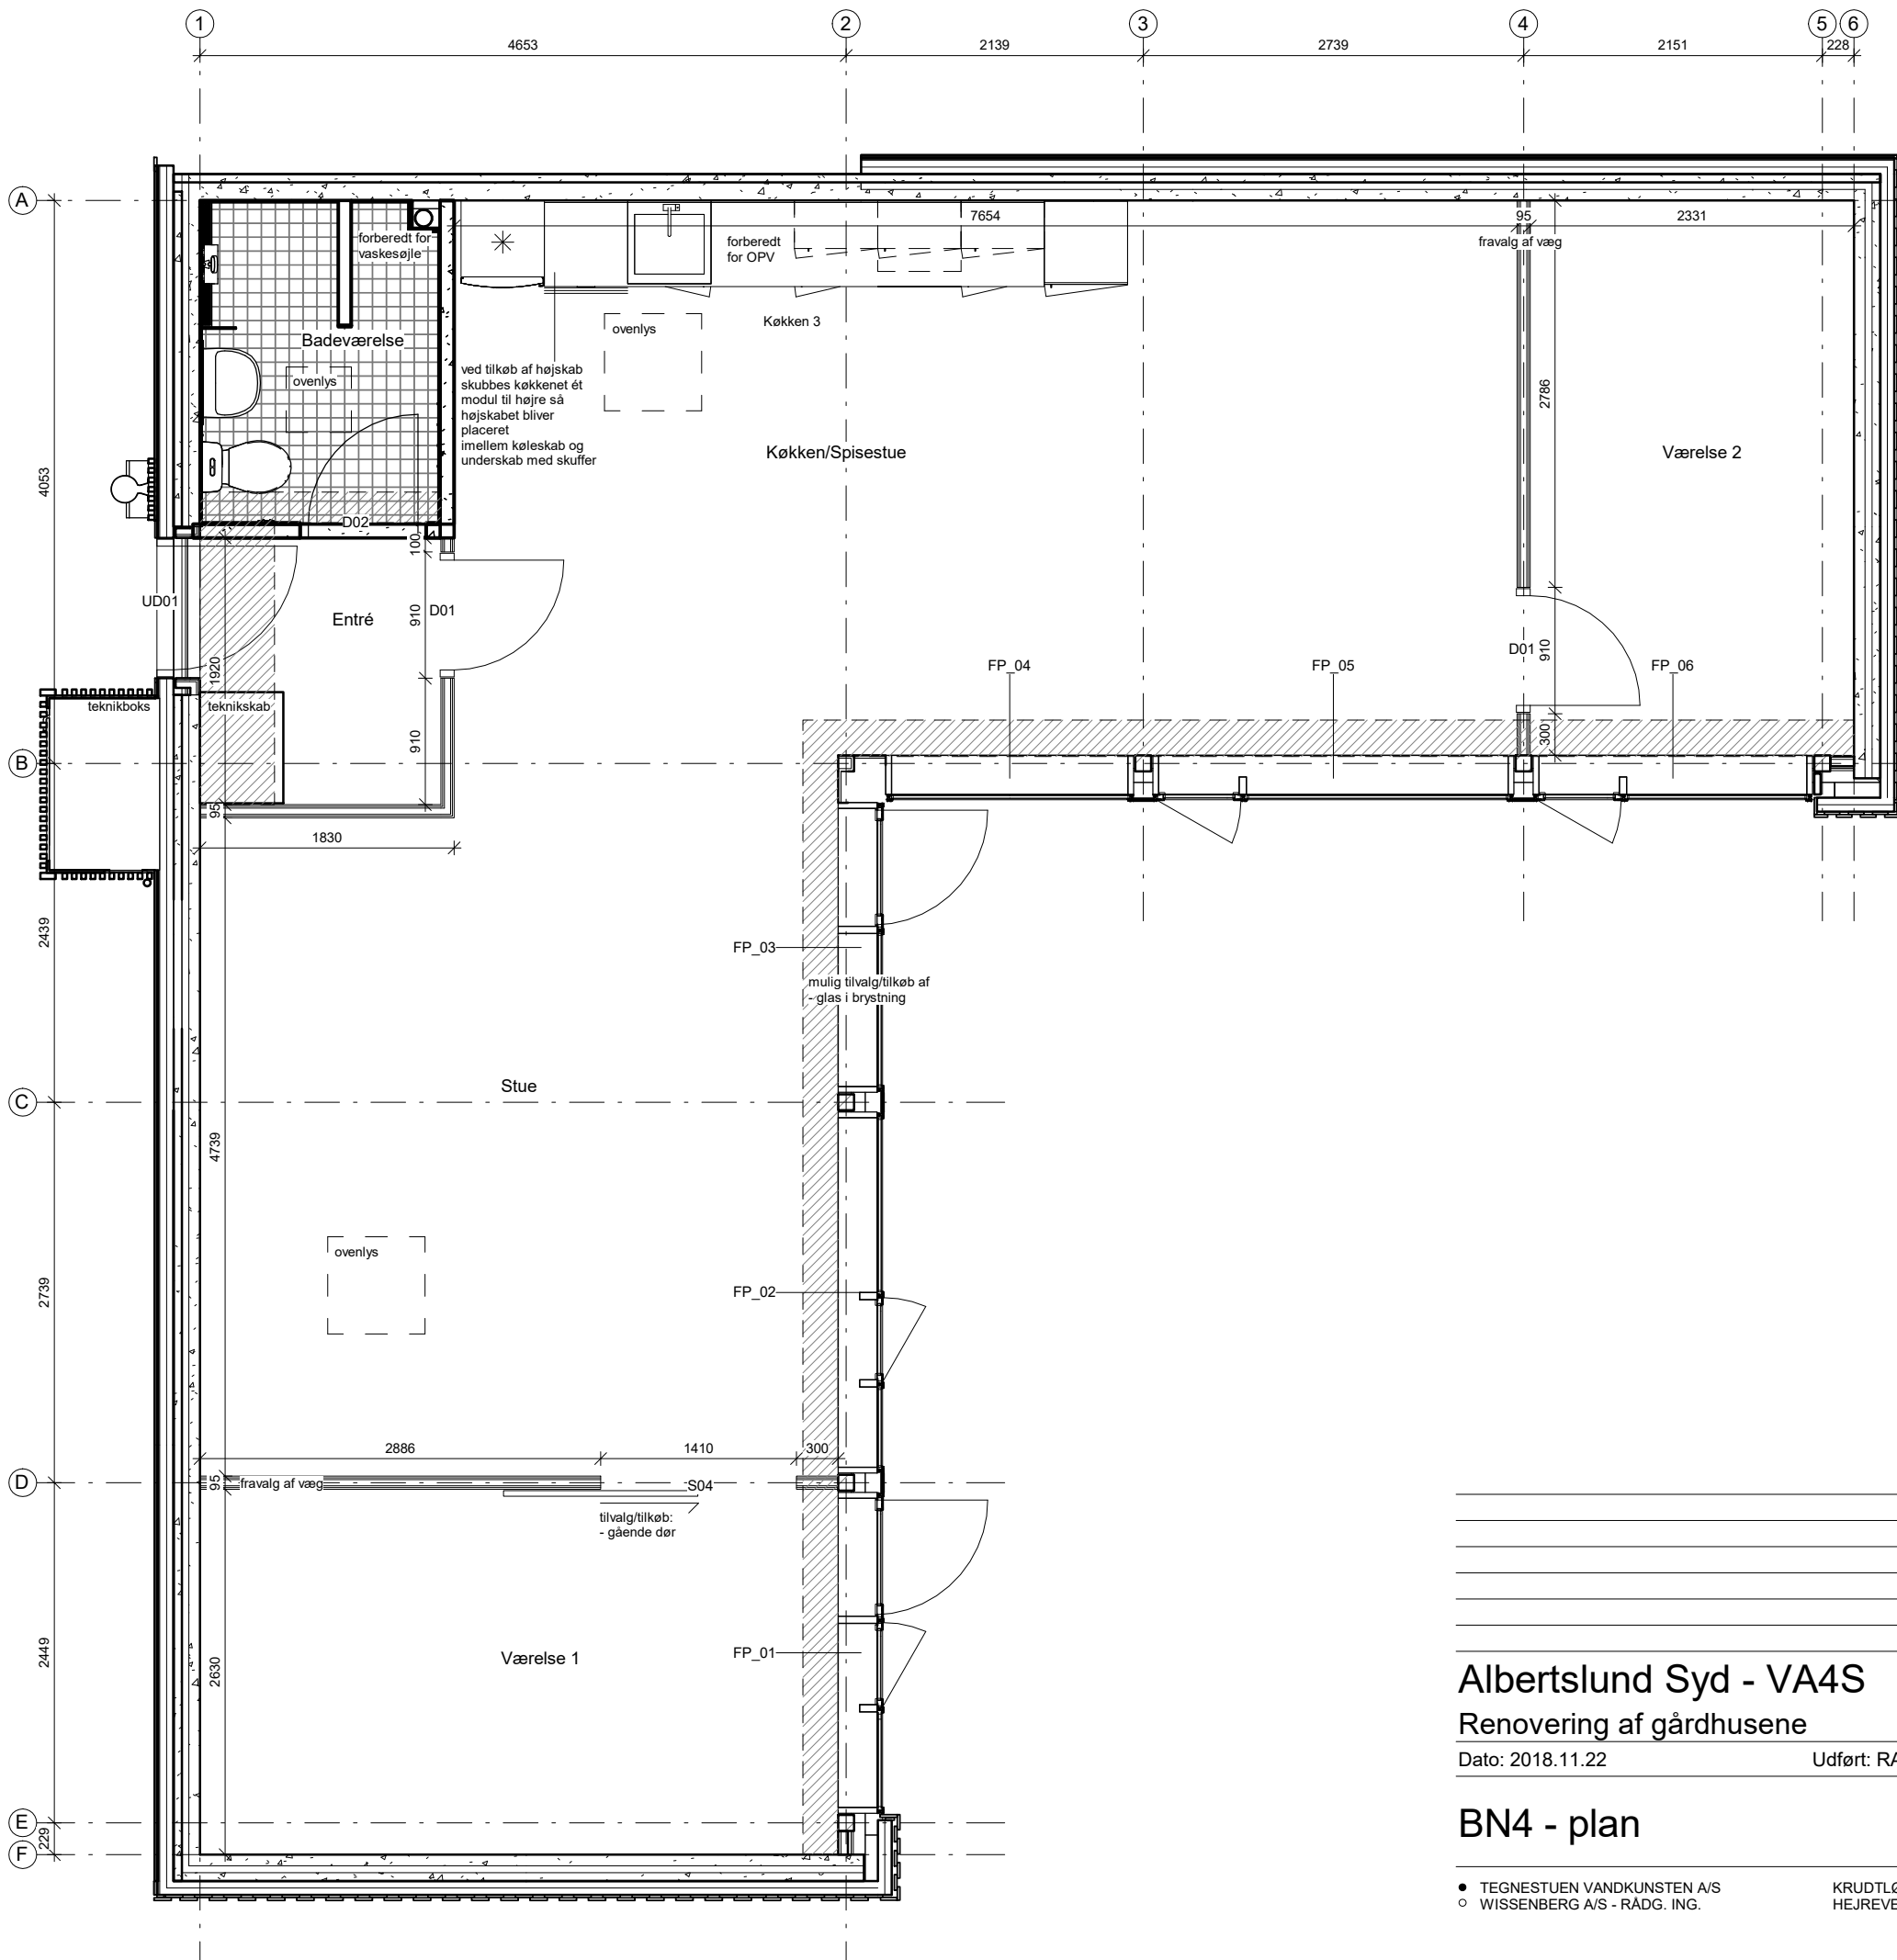 1
2
3
4
5
6
4653
2139
2739
2151
228
A
7654
95
2331
forberedt for
vaskesøjle
forberedt
for OPV
fravalg af væg
Køkken 3
ovenlys
Badeværelse
ovenlys
ved tilkøb af højskab
skubbes køkkenet ét
modul til højre så
højskabet bliver
placeret
imellem køleskab og
underskab med skuffer
2786
Køkken/Spisestue
Værelse 2
4053
D02
100
UD01
Entré
910
D01
D01
910
FP_04
FP_05
FP_06
1920
teknikboks
teknikskab
910
300
B
95
1830
2439
FP_03
mulig tilvalg/tilkøb af
- glas i brystning
Stue
C
4739
ovenlys
2739
FP_02
2886
1410
300
D
95
fravalg af væg
S04
tilvalg/tilkøb:
- gående dør
2449
2630
Værelse 1
FP_01
E
229
F
Albertslund Syd - VA4S
Renovering af gårdhusene
Dato: 2018.11.22
Udført: RA
BN4 - plan
TEGNESTUEN VANDKUNSTEN A/S
KRUDTLØ
WISSENBERG A/S - RÅDG. ING.
HEJREVE